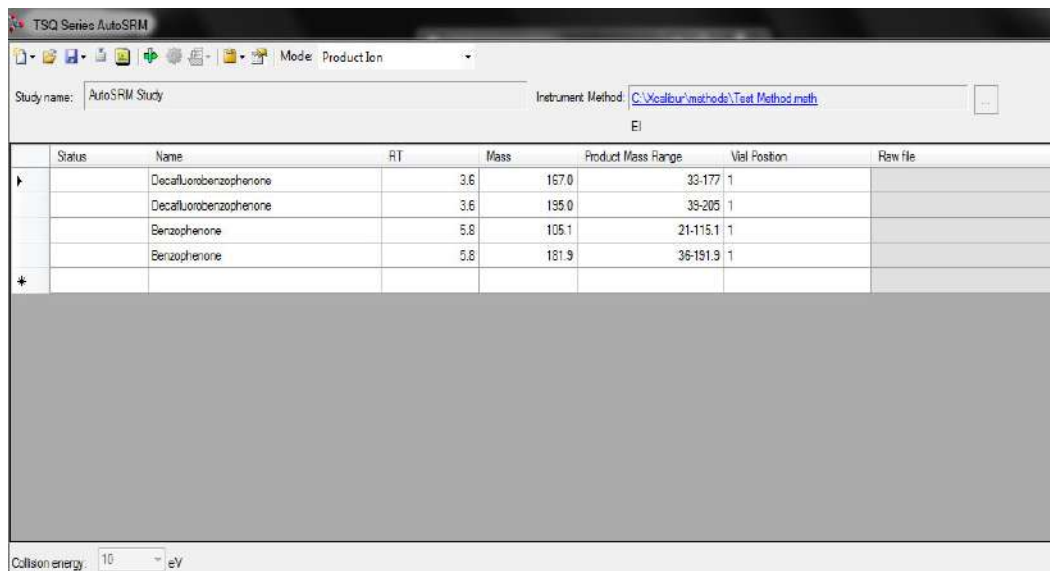 TSQ Series AutoSRM
Mode: Product Ion
Study name: AutoSRM Study Instrument Method: C:\Xcalibur\methods\Test Method.meth ...
EI
Status Name RT Mass Product Mass Range Vial Postion Raw file
Decafluorobenzophenone 3.6 167.0 33-177 1
Decafluorobenzophenone 3.6 195.0 39-205 1
Benzophenone 5.8 105.1 21-115.1 1
Benzophenone 5.8 181.9 36-191.9 1
Collison energy: 10 eV